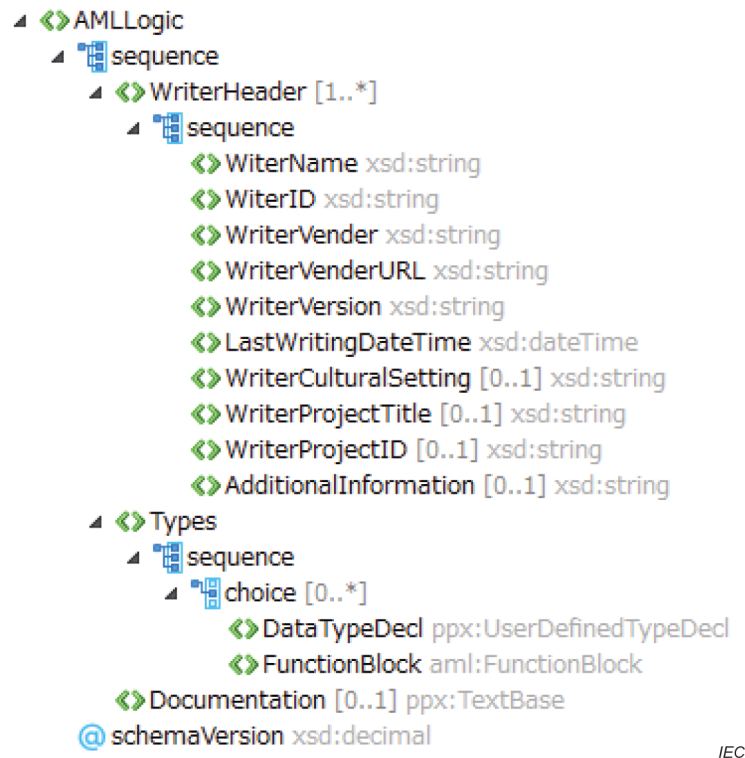 AMLLogic
sequence
WriterHeader [1..*]
sequence
WiterName xsd:string
WiterID xsd:string
WriterVender xsd:string
WriterVenderURL xsd:string
WriterVersion xsd:string
LastWritingDateTime xsd:dateTime
WriterCulturalSetting [0..1] xsd:string
WriterProjectTitle [0..1] xsd:string
WriterProjectID [0..1] xsd:string
AdditionalInformation [0..1] xsd:string
Types
sequence
choice [0..*]
DataTypeDecl ppx:UserDefinedTypeDecl
FunctionBlock aml:FunctionBlock
Documentation [0..1] ppx:TextBase
@ schemaVersion xsd:decimal
IEC